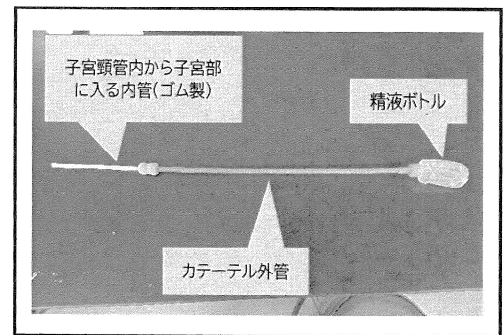 子宮頸管内から子宮部
に入る内管(ゴム製)
精液ボトル
カテーテル外管